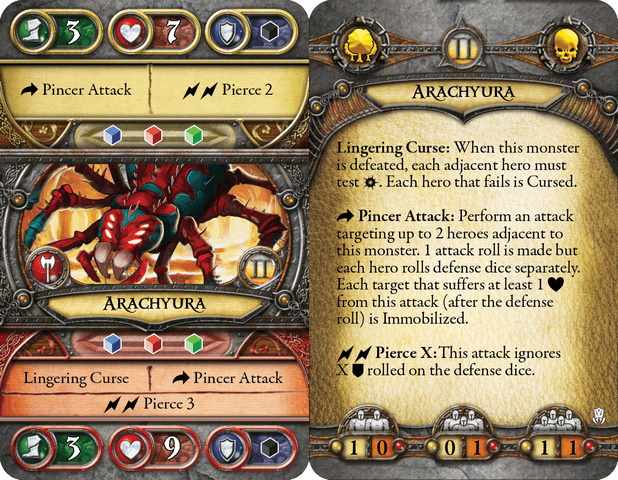 3 7
Pincer Attack Pierce 2
II
ARACHYURA
Lingering Curse Pincer Attack
Pierce 3
3 9
II
ARACHYURA
Lingering Curse: When this monster
is defeated, each adjacent hero must
test . Each hero that fails is Cursed.
Pincer Attack: Perform an attack
targeting up to 2 heroes adjacent to
this monster. 1 attack roll is made but
each hero rolls defense dice separately.
Each target that suffers at least 1
from this attack (after the defense
roll) is Immobilized.
Pierce X: This attack ignores
X rolled on the defense dice.
1 0 0 1 1 1